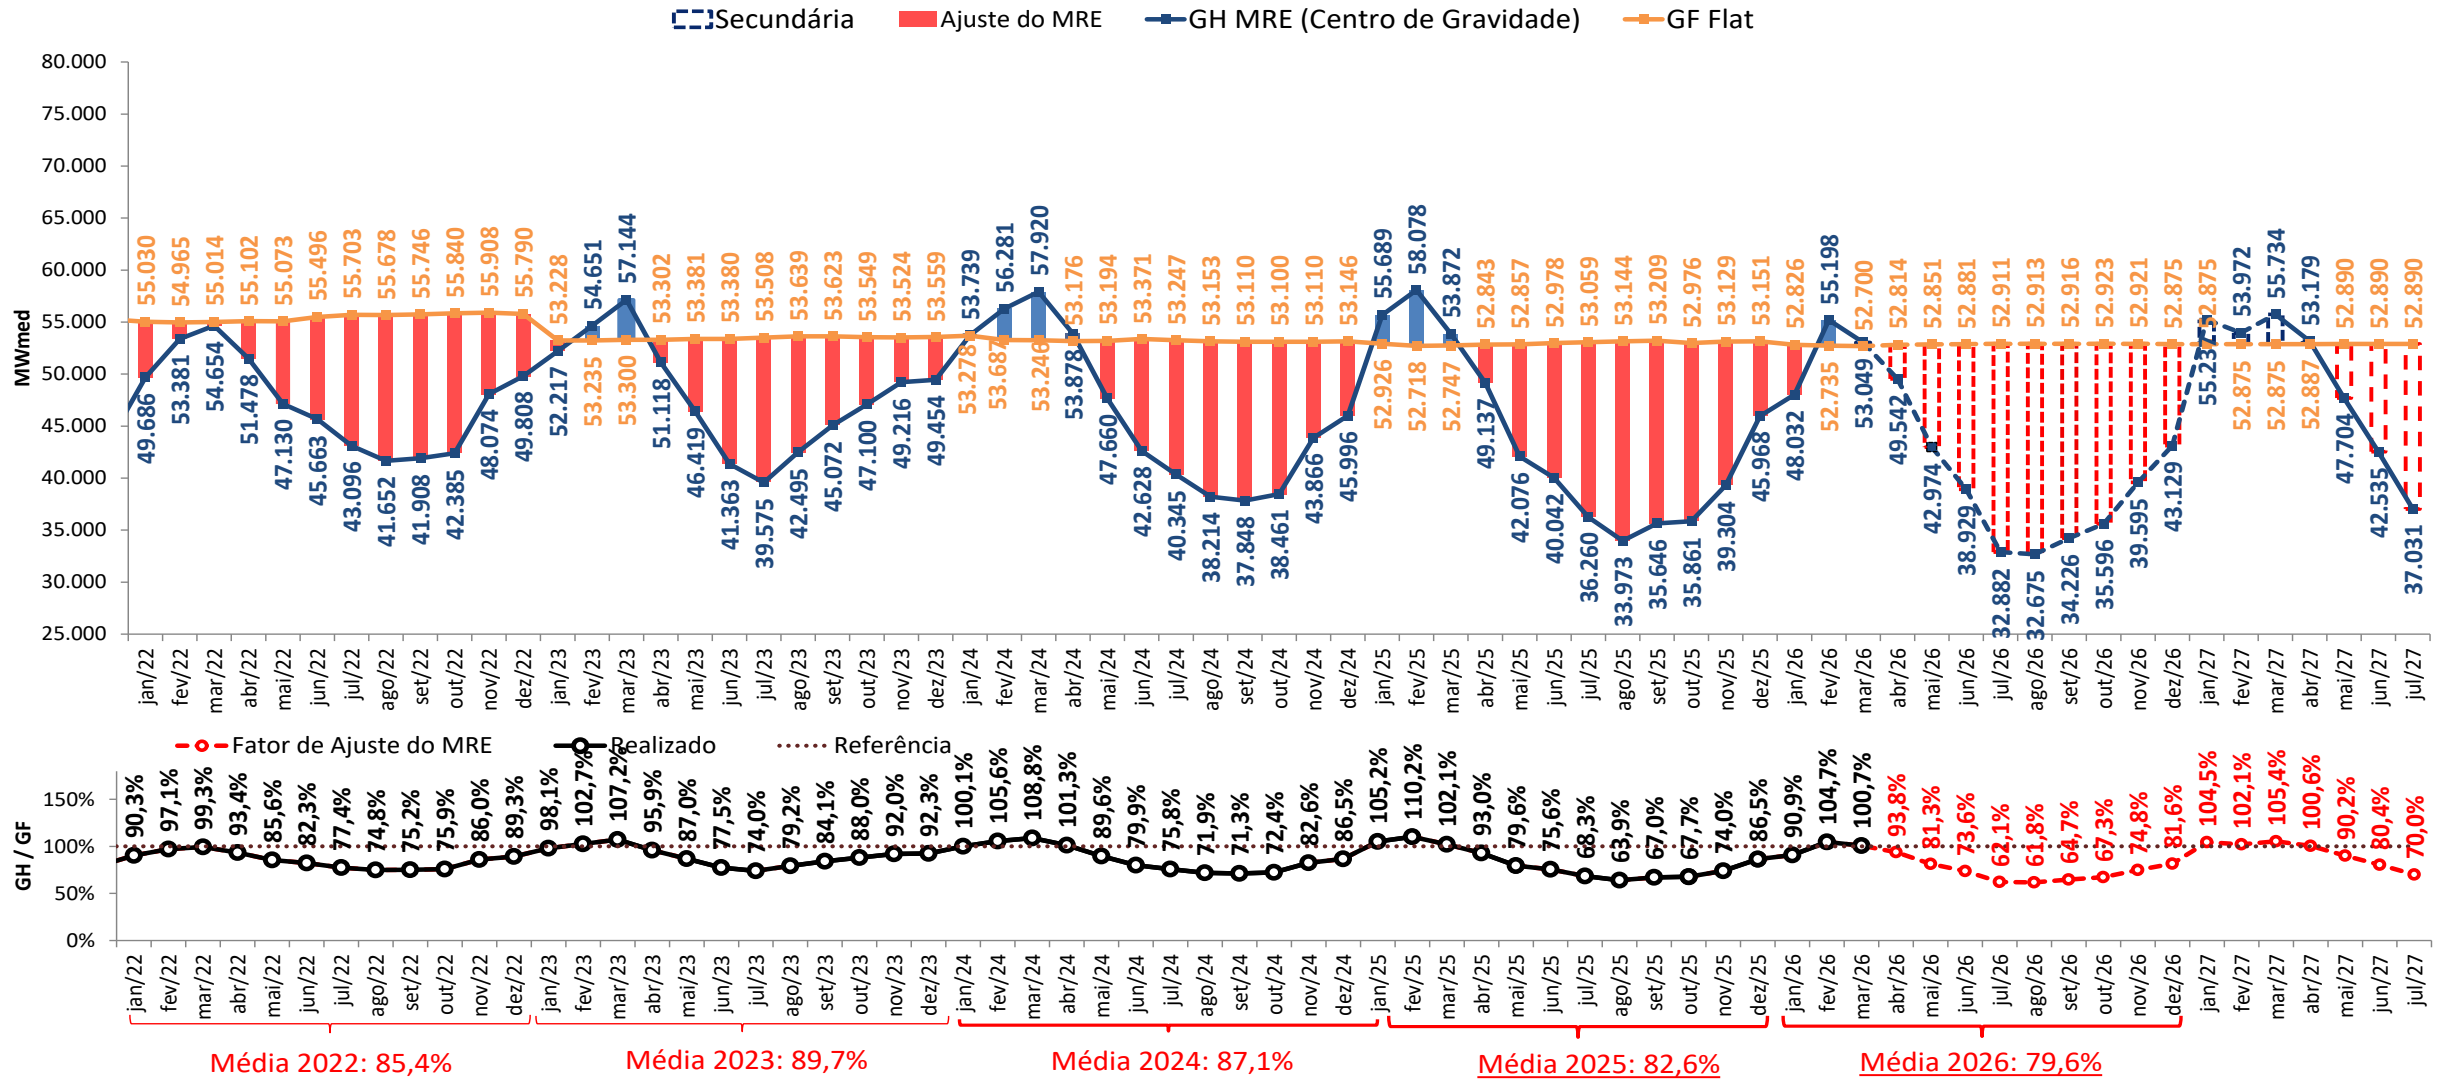 Secundária Ajuste do MRE GH MRE (Centro de Gravidade) GF Flat
80.000
75.000
70.000
65.000
60.000
55.000
50.000
45.000
40.000
35.000
30.000
25.000
MWmed
55.030 54.965 55.014 55.102 55.073 55.496 55.703 55.678 55.746 55.840 55.908 55.790 53.228 53.235 53.300 53.302 53.381 53.380 53.508 53.639 53.623 53.549 53.524 53.559 53.278 53.687 53.246 53.176 53.194 53.371 53.247 53.153 53.110 53.100 53.110 53.146 52.926 52.718 52.747 52.843 52.857 52.978 53.059 53.144 53.209 52.976 53.129 53.151 52.826 52.735 52.700 52.814 52.851 52.881 52.911 52.913 52.916 52.923 52.921 52.875 52.875 52.875 52.875 52.887 52.890 52.890 52.890
49.686 53.381 54.654 51.478 47.130 45.663 43.096 41.652 41.908 42.385 48.074 49.808 52.217 54.651 57.144 51.118 46.419 41.363 39.575 42.495 45.072 47.100 49.216 49.454 53.739 56.281 57.920 53.878 47.660 42.628 40.345 38.214 37.848 38.461 43.866 45.996 55.689 58.078 53.872 49.137 42.076 40.042 36.260 33.973 35.646 35.861 39.304 45.968 48.032 55.198 53.049 49.542 42.974 38.929 32.882 32.675 34.226 35.596 39.595 43.129 55.237 53.972 55.734 53.179 47.704 42.535 37.031
jan/22 fev/22 mar/22 abr/22 mai/22 jun/22 jul/22 ago/22 set/22 out/22 nov/22 dez/22 jan/23 fev/23 mar/23 abr/23 mai/23 jun/23 jul/23 ago/23 set/23 out/23 nov/23 dez/23 jan/24 fev/24 mar/24 abr/24 mai/24 jun/24 jul/24 ago/24 set/24 out/24 nov/24 dez/24 jan/25 fev/25 mar/25 abr/25 mai/25 jun/25 jul/25 ago/25 set/25 out/25 nov/25 dez/25 jan/26 fev/26 mar/26 abr/26 mai/26 jun/26 jul/26 ago/26 set/26 out/26 nov/26 dez/26 jan/27 fev/27 mar/27 abr/27 mai/27 jun/27 jul/27
Fator de Ajuste do MRE Realizado Referência
150%
100%
50%
0%
GH / GF
90,3% 97,1% 99,3% 93,4% 85,6% 82,3% 77,4% 74,8% 75,2% 75,9% 86,0% 89,3% 98,1% 102,7% 107,2% 95,9% 87,0% 77,5% 74,0% 79,2% 84,1% 88,0% 92,0% 92,3% 100,1% 105,6% 108,8% 101,3% 89,6% 79,9% 75,8% 71,9% 71,3% 72,4% 82,6% 86,5% 105,2% 110,2% 102,1% 93,0% 79,6% 75,6% 68,3% 63,9% 67,0% 67,7% 74,0% 86,5% 90,9% 104,7% 100,7% 93,8% 81,3% 73,6% 62,1% 61,8% 64,7% 67,3% 74,8% 81,6% 104,5% 102,1% 105,4% 100,6% 90,2% 80,4% 70,0%
jan/22 fev/22 mar/22 abr/22 mai/22 jun/22 jul/22 ago/22 set/22 out/22 nov/22 dez/22 jan/23 fev/23 mar/23 abr/23 mai/23 jun/23 jul/23 ago/23 set/23 out/23 nov/23 dez/23 jan/24 fev/24 mar/24 abr/24 mai/24 jun/24 jul/24 ago/24 set/24 out/24 nov/24 dez/24 jan/25 fev/25 mar/25 abr/25 mai/25 jun/25 jul/25 ago/25 set/25 out/25 nov/25 dez/25 jan/26 fev/26 mar/26 abr/26 mai/26 jun/26 jul/26 ago/26 set/26 out/26 nov/26 dez/26 jan/27 fev/27 mar/27 abr/27 mai/27 jun/27 jul/27
Média 2022: 85,4% Média 2023: 89,7% Média 2024: 87,1% Média 2025: 82,6% Média 2026: 79,6%